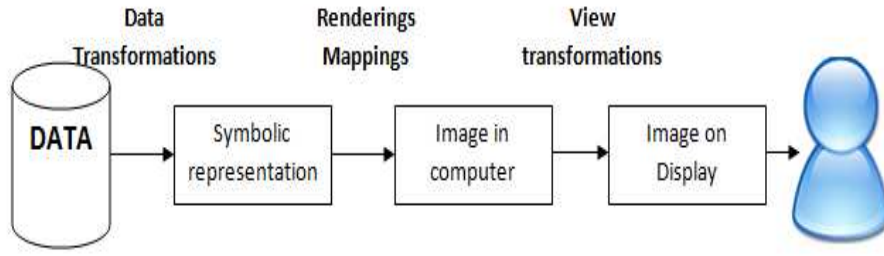 Data
Transformations
Renderings
Mappings
View
transformations
DATA
Symbolic
representation
Image in
computer
Image on
Display